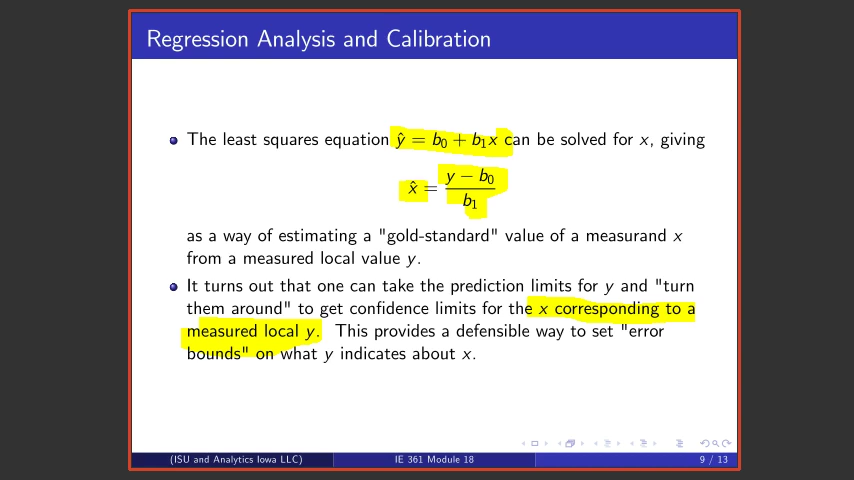 Regression Analysis and Calibration
The least squares equation ŷ = b₀ + b₁x can be solved for x, giving
x̂ = (y − b₀) / b₁
as a way of estimating a "gold-standard" value of a measurand x
from a measured local value y.
It turns out that one can take the prediction limits for y and "turn
them around" to get confidence limits for the x corresponding to a
measured local y. This provides a defensible way to set "error
bounds" on what y indicates about x.
(ISU and Analytics Iowa LLC) IE 361 Module 18 9 / 13